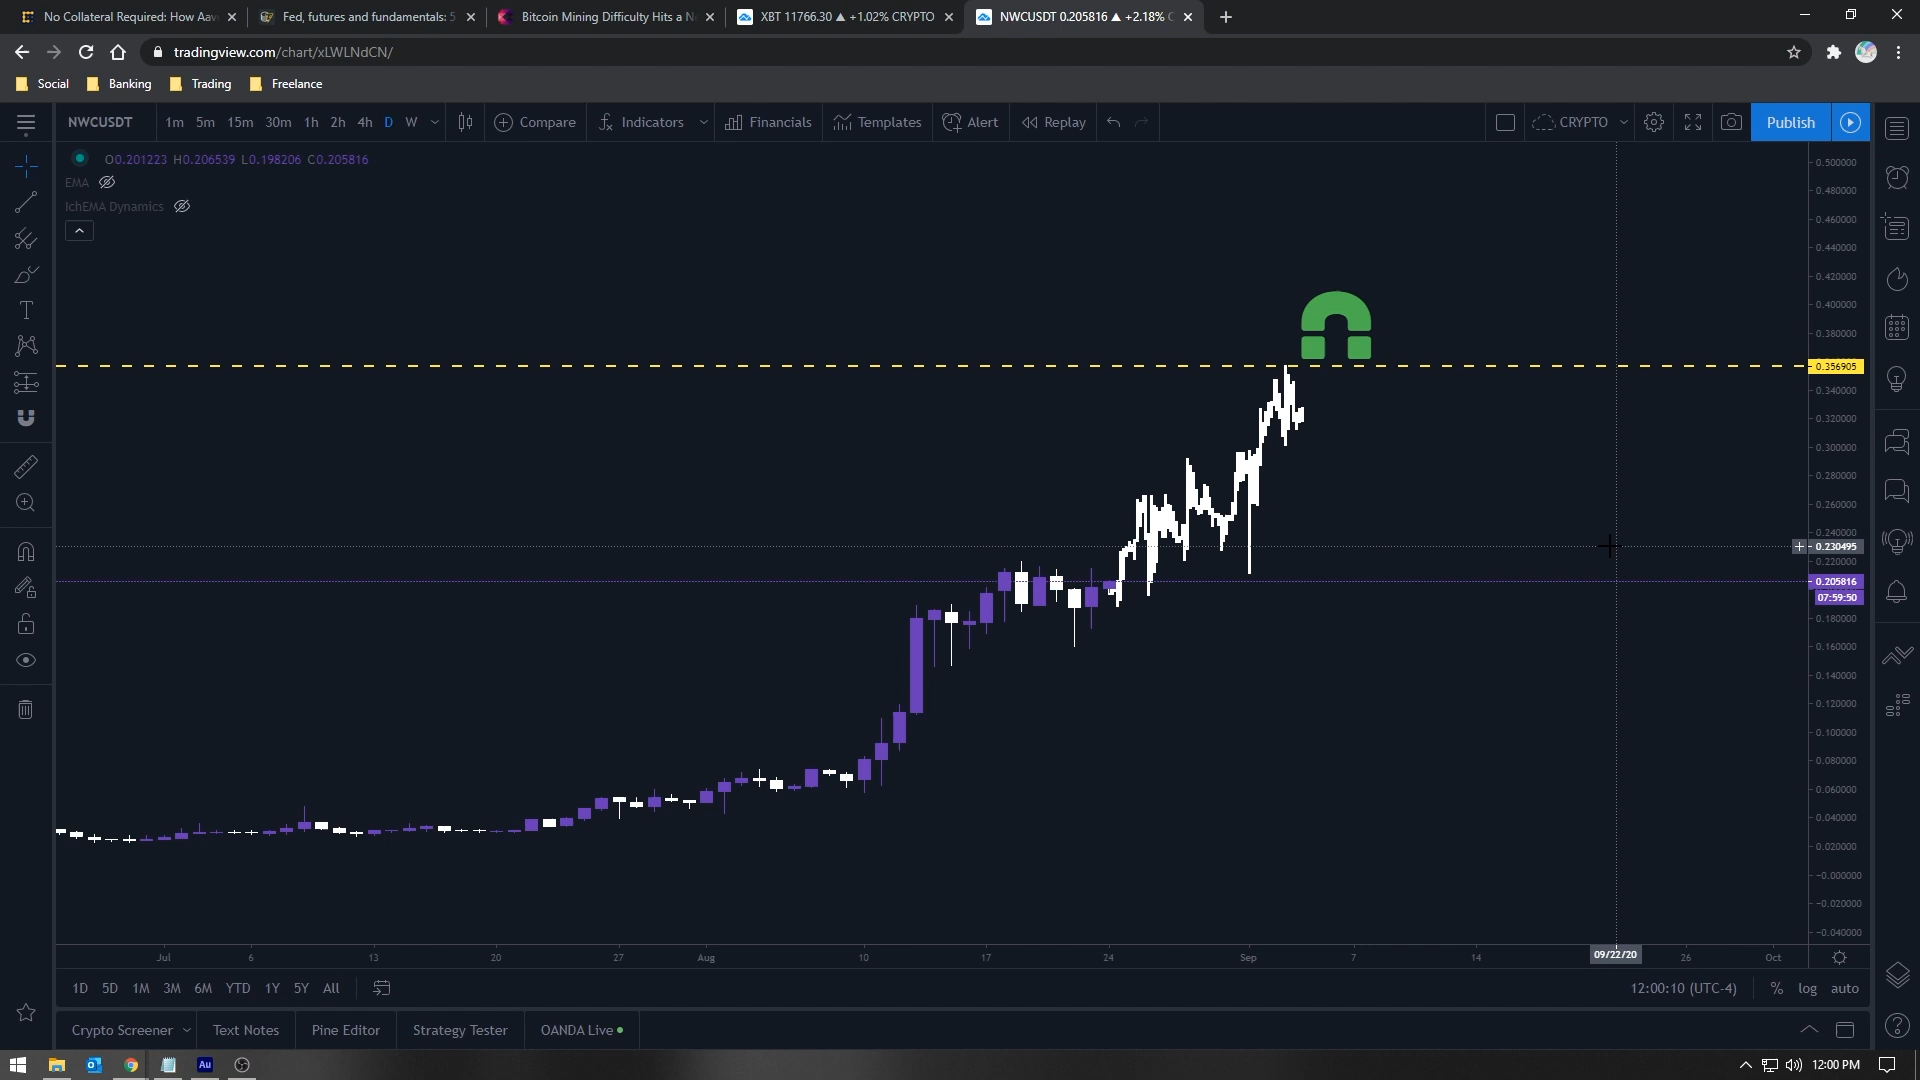 No Collateral Required: How Aav
Fed, futures and fundamentals: 5
Bitcoin Mining Difficulty Hits a N
XBT 11766.30 ▲ +1.02% CRYPTO
NWCUSDT 0.205816 ▲ +2.18% C
tradingview.com/chart/xLWLNdCN/
Social Banking Trading Freelance
NWCUSDT 1m 5m 15m 30m 1h 2h 4h D W Compare Indicators Financials Templates Alert Replay CRYPTO Publish
O0.201223 H0.206539 L0.198206 C0.205816
EMA
IchEMA Dynamics
0.500000
0.480000
0.460000
0.440000
0.420000
0.400000
0.380000
0.356905
0.340000
0.320000
0.300000
0.280000
0.260000
0.240000
0.230495
0.220000
0.205816
07:59:50
0.180000
0.160000
0.140000
0.120000
0.100000
0.080000
0.060000
0.040000
0.020000
-0.000000
-0.020000
-0.040000
Jul 6 13 20 27 Aug 10 17 24 Sep 7 14 09/22/20 26 Oct
1D 5D 1M 3M 6M YTD 1Y 5Y All 12:00:10 (UTC-4) % log auto
Crypto Screener Text Notes Pine Editor Strategy Tester OANDA Live
Au 12:00 PM